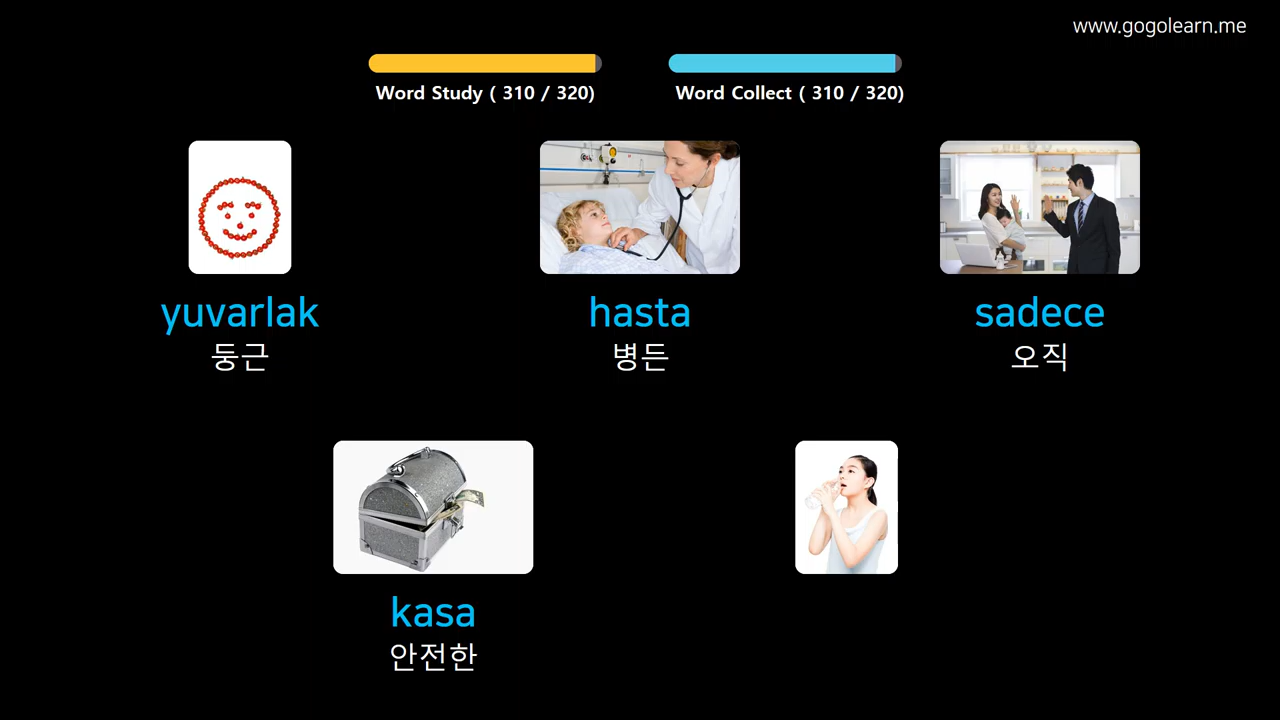 www.gogolearn.me
Word Study ( 310 / 320)
Word Collect ( 310 / 320)
yuvarlak
둥근
hasta
병든
sadece
오직
kasa
안전한